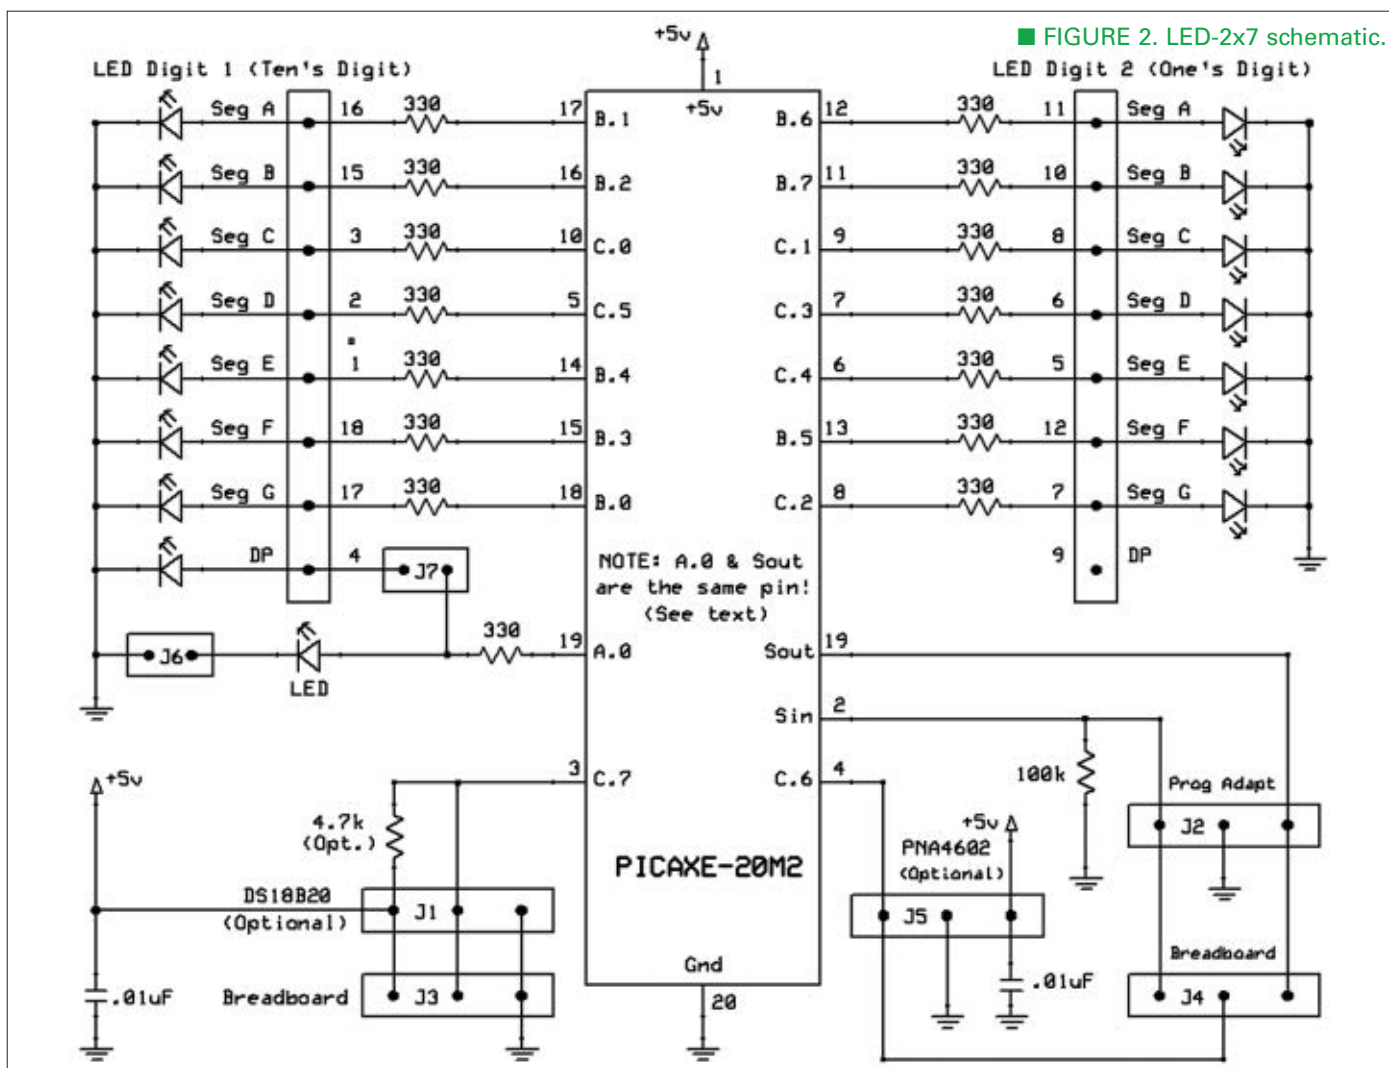 ■ FIGURE 2. LED-2x7 schematic.
+5v
1
LED Digit 1 (Ten's Digit)
LED Digit 2 (One's Digit)
+5v
Seg A 16 330 17 B.1
B.6 12 330 11 Seg A
Seg B 15 330 16 B.2
B.7 11 330 10 Seg B
Seg C 3 330 10 C.0
C.1 9 330 8 Seg C
Seg D 2 330 5 C.5
C.3 7 330 6 Seg D
Seg E 1 330 14 B.4
C.4 6 330 5 Seg E
Seg F 18 330 15 B.3
B.5 13 330 12 Seg F
Seg G 17 330 18 B.0
C.2 8 330 7 Seg G
DP 4 J7
9 DP
NOTE: A.0 & Sout
are the same pin!
(See text)
J6 LED 330 19 A.0
Sout 19
Sin 2
3 C.7
C.6 4
100k
+5v
4.7k
(Opt.)
DS18B20
(Optional)
J1
.01uF
Breadboard J3
PICAXE-20M2
Gnd
20
+5v
PNA4602
(Optional)
J5
.01uF
Prog Adapt
J2
Breadboard
J4